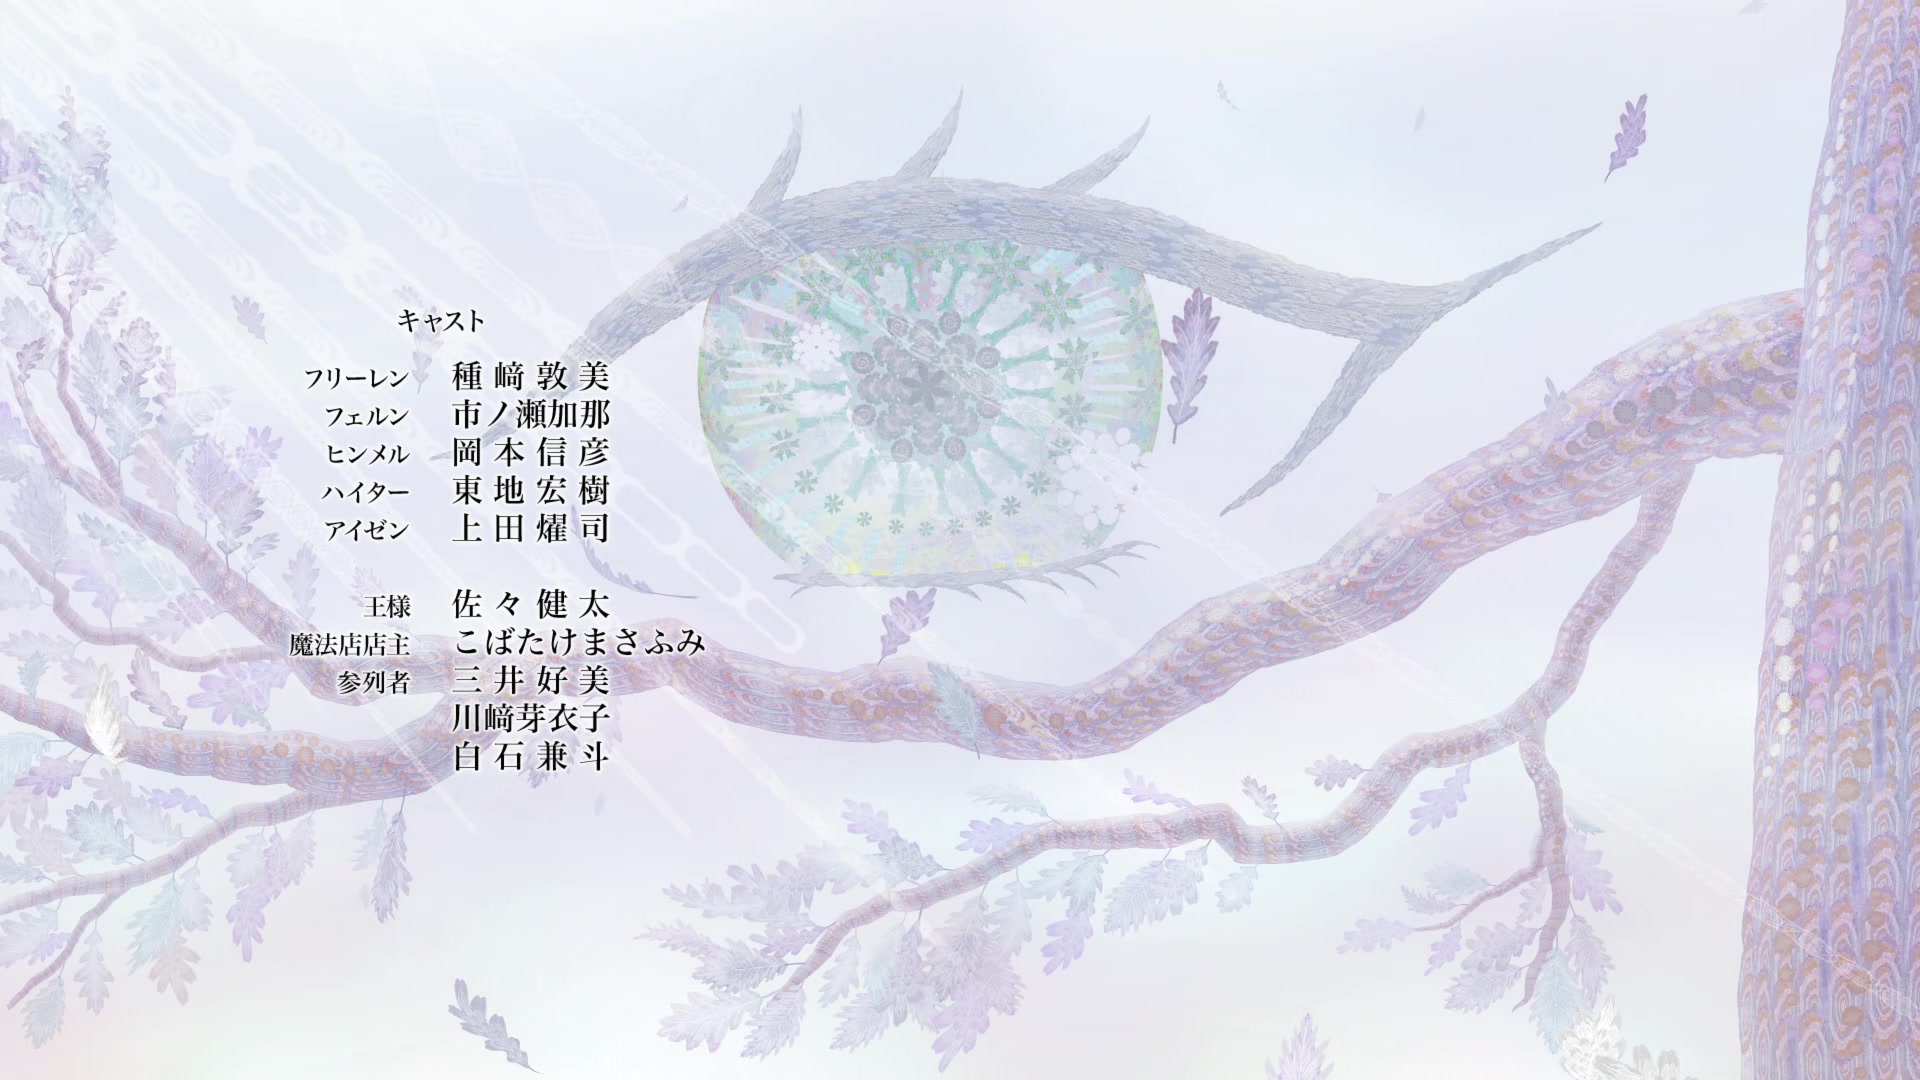 キャスト
フリーレン 種﨑敦美
フェルン 市ノ瀬加那
ヒンメル 岡本信彦
ハイター 東地宏樹
アイゼン 上田燿司
王様 佐々健太
魔法店店主 こばたけまさふみ
参列者 三井好美
川﨑芽衣子
白石兼斗